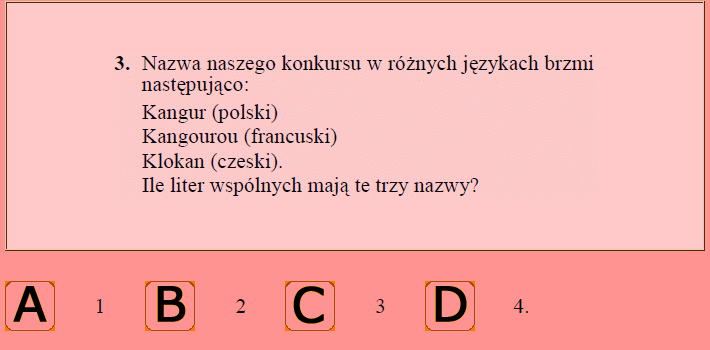 3. Nazwa naszego konkursu w różnych językach brzmi
następująco:
Kangur (polski)
Kangourou (francuski)
Klokan (czeski).
Ile liter wspólnych mają te trzy nazwy?
A 1 B 2 C 3 D 4.